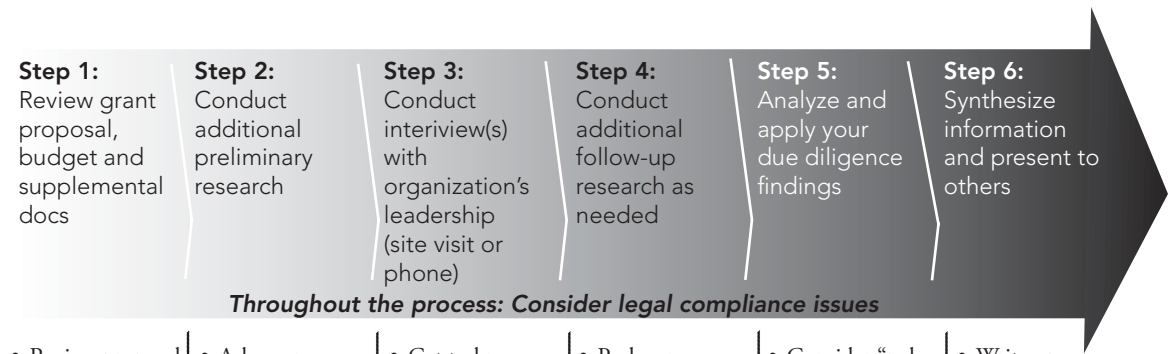 Step 1:
Review grant
proposal,
budget and
supplemental
docs
Step 2:
Conduct
additional
preliminary
research
Step 3:
Conduct
interiview(s)
with
organization's
leadership
(site visit or
phone)
Step 4:
Conduct
additional
follow-up
research as
needed
Step 5:
Analyze and
apply your
due diligence
findings
Step 6:
Synthesize
information
and present to
others
Throughout the process: Consider legal compliance issues